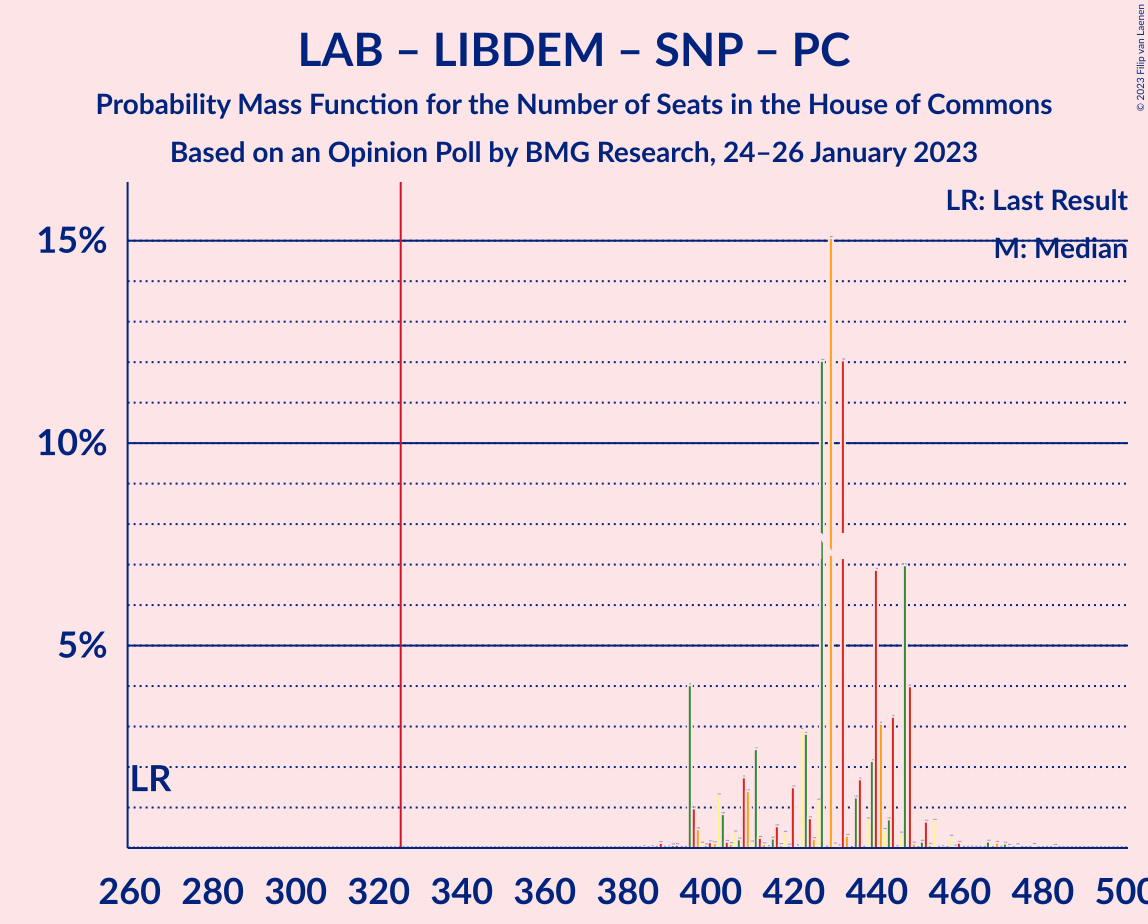 LAB – LIBDEM – SNP – PC
Probability Mass Function for the Number of Seats in the House of Commons
Based on an Opinion Poll by BMG Research, 24–26 January 2023
© 2023 Filip van Laenen
LR: Last Result
M: Median
15%
10%
5%
LR
260 280 300 320 340 360 380 400 420 440 460 480 500